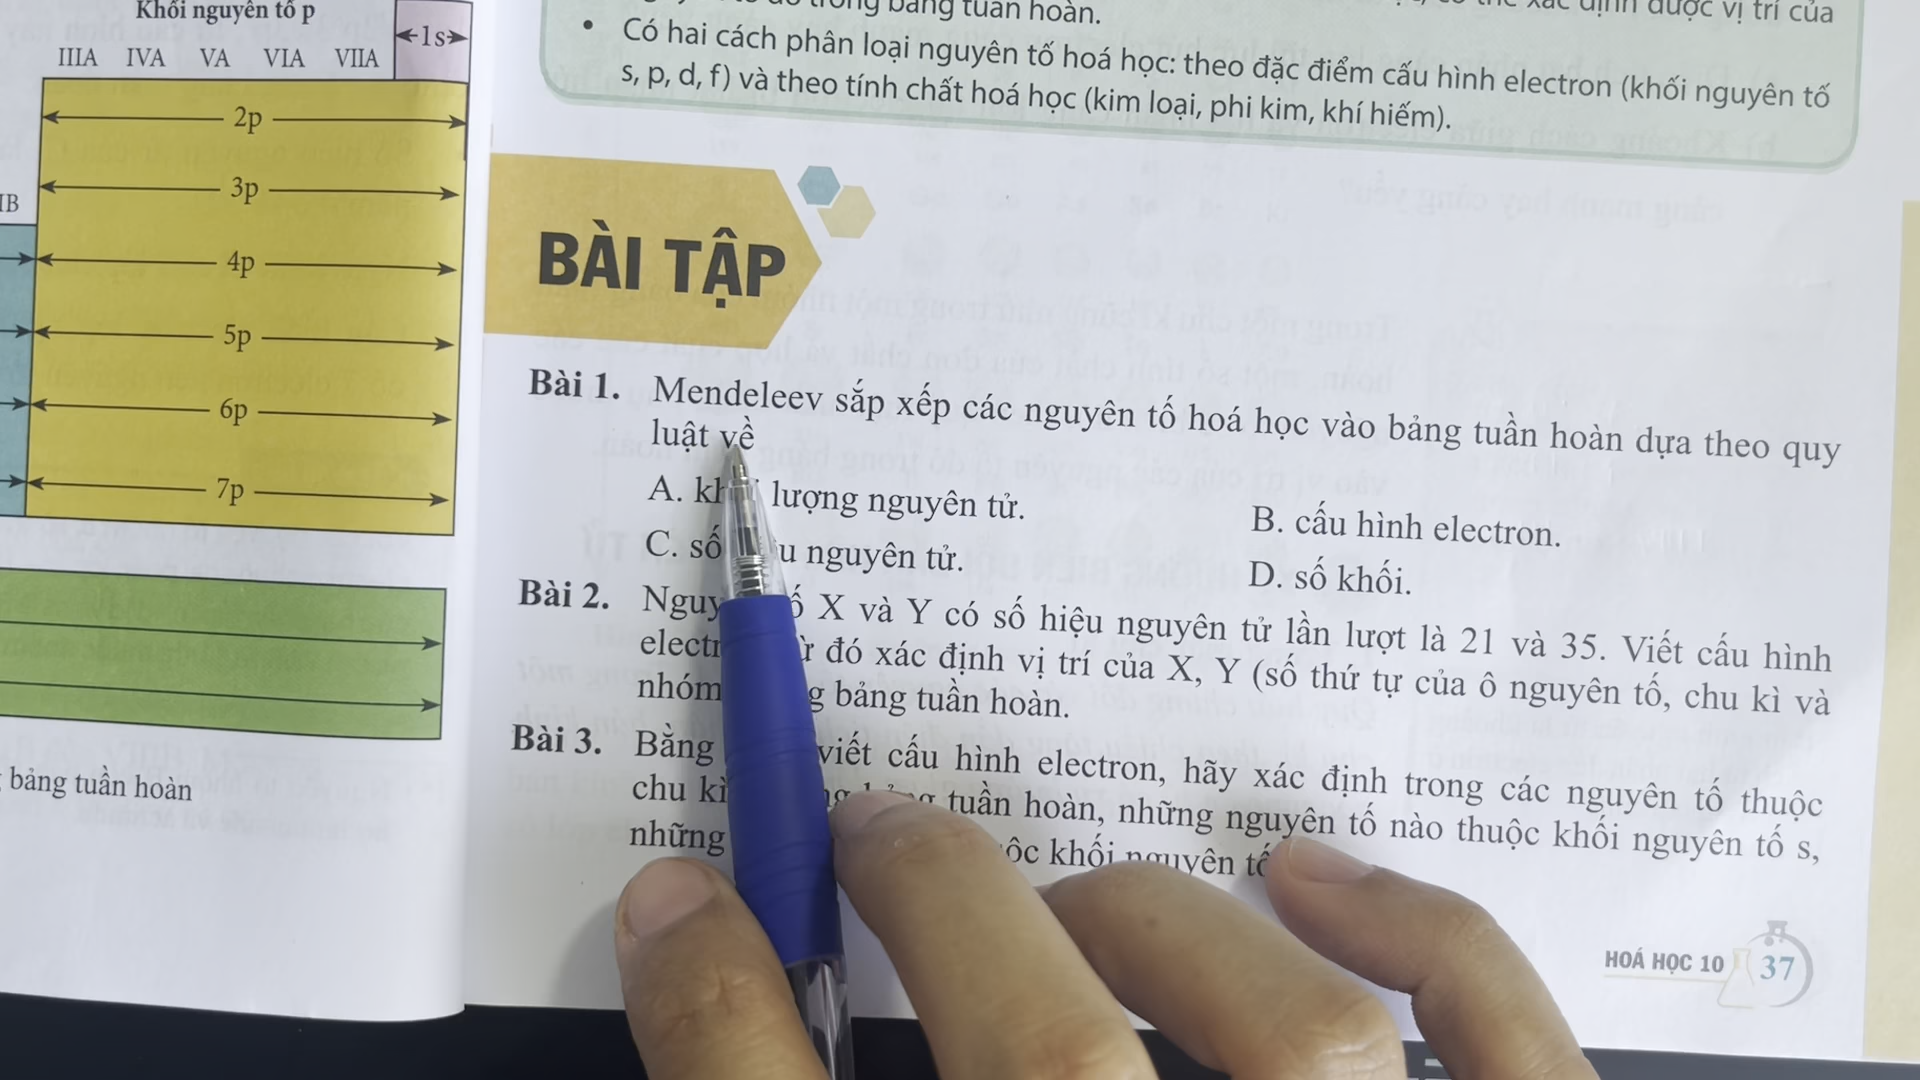 Khối nguyên tố p
IIIA IVA VA VIA VIIA
1s
2p
3p
IB
4p
5p
6p
7p
bảng tuần hoàn
trong bảng tuần hoàn.
xác định được vị trí của
• Có hai cách phân loại nguyên tố hoá học: theo đặc điểm cấu hình electron (khối nguyên tố
s, p, d, f) và theo tính chất hoá học (kim loại, phi kim, khí hiếm).
BÀI TẬP
Bài 1. Mendeleev sắp xếp các nguyên tố hoá học vào bảng tuần hoàn dựa theo quy
luật về
A. lượng nguyên tử.
B. cấu hình electron.
C. số nguyên tử.
D. số khối.
Bài 2. X và Y có số hiệu nguyên tử lần lượt là 21 và 35. Viết cấu hình
đó xác định vị trí của X, Y (số thứ tự của ô nguyên tố, chu kì và
nhóm bảng tuần hoàn.
Bài 3. Bằng viết cấu hình electron, hãy xác định trong các nguyên tố thuộc
chu kì tuần hoàn, những nguyên tố nào thuộc khối nguyên tố s,
những khối nguyên tố
HOÁ HỌC 10 37